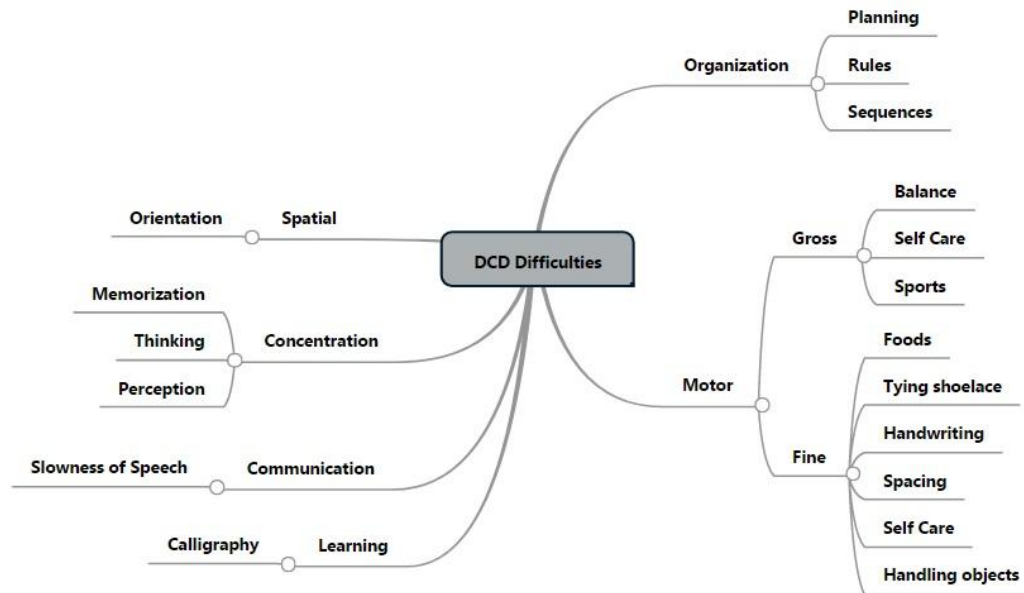 DCD Difficulties
Organization
Planning
Rules
Sequences
Motor
Gross
Balance
Self Care
Sports
Fine
Foods
Tying shoelace
Handwriting
Spacing
Self Care
Handling objects
Spatial
Orientation
Concentration
Memorization
Thinking
Perception
Communication
Slowness of Speech
Learning
Calligraphy